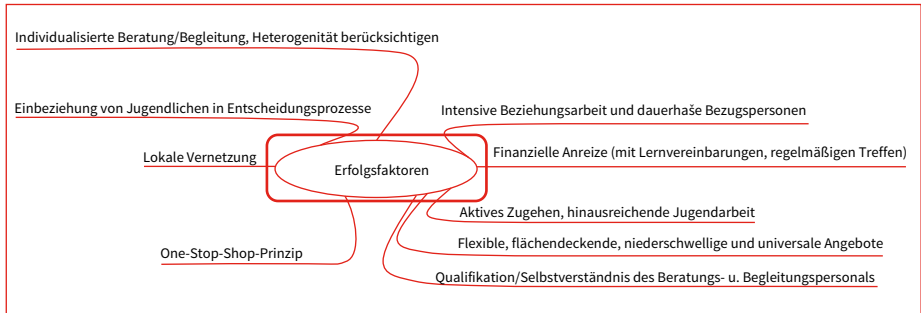 Individualisierte Beratung/Begleitung, Heterogenität berücksichtigen
Einbeziehung von Jugendlichen in Entscheidungsprozesse
Intensive Beziehungsarbeit und dauerhaše Bezugspersonen
Lokale Vernetzung
Finanzielle Anreize (mit Lernvereinbarungen, regelmäßigen Treffen)
Erfolgsfaktoren
Aktives Zugehen, hinausreichende Jugendarbeit
Flexible, flächendeckende, niederschwellige und universale Angebote
One-Stop-Shop-Prinzip
Qualifikation/Selbstverständnis des Beratungs- u. Begleitungspersonals